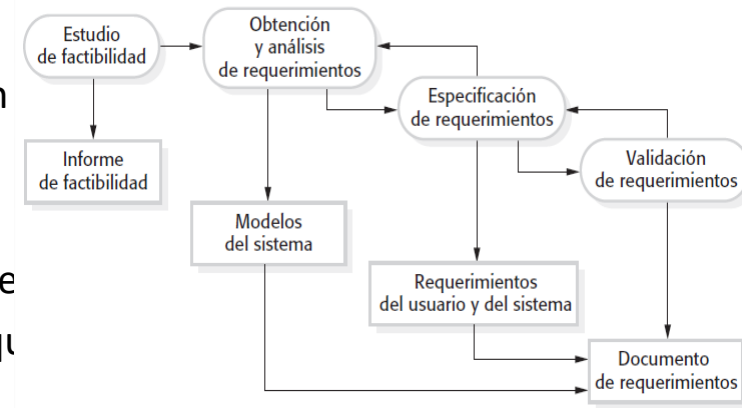 Estudio
de factibilidad
Obtención
y análisis
de requerimientos
Especificación
de requerimientos
Validación
de requerimientos
Informe
de factibilidad
Modelos
del sistema
Requerimientos
del usuario y del sistema
Documento
de requerimientos